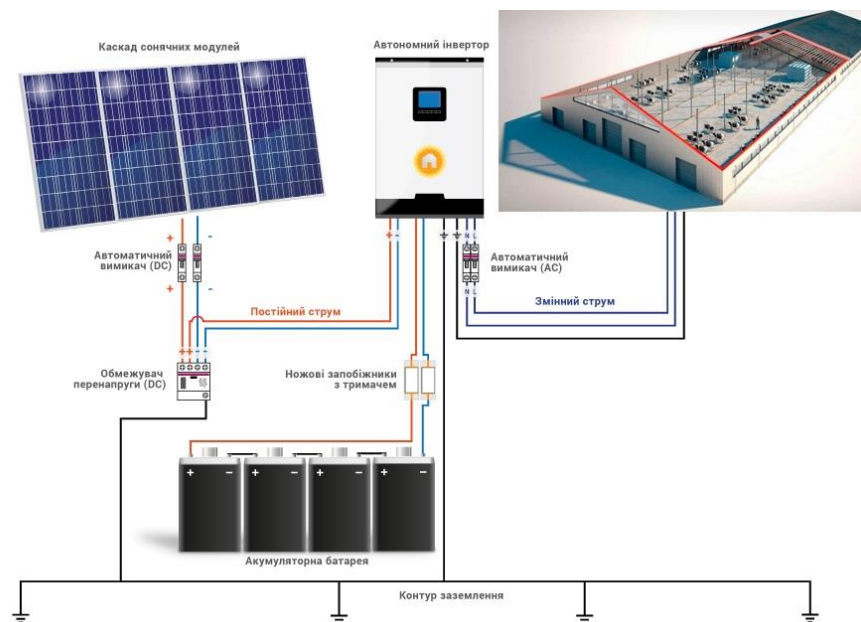 Каскад сонячних модулей
Автономний інвертор
+ -
Автоматичний
вимикач (DC)
+ -
+ -
N L
Автоматичний
вимикач (AC)
N L
Постійний струм
Змінний струм
++--
Обмежувач
перенапруги (DC)
Ножові запобіжники
з тримачем
+ - + - + - + -
Акумуляторна батарея
Контур заземлення